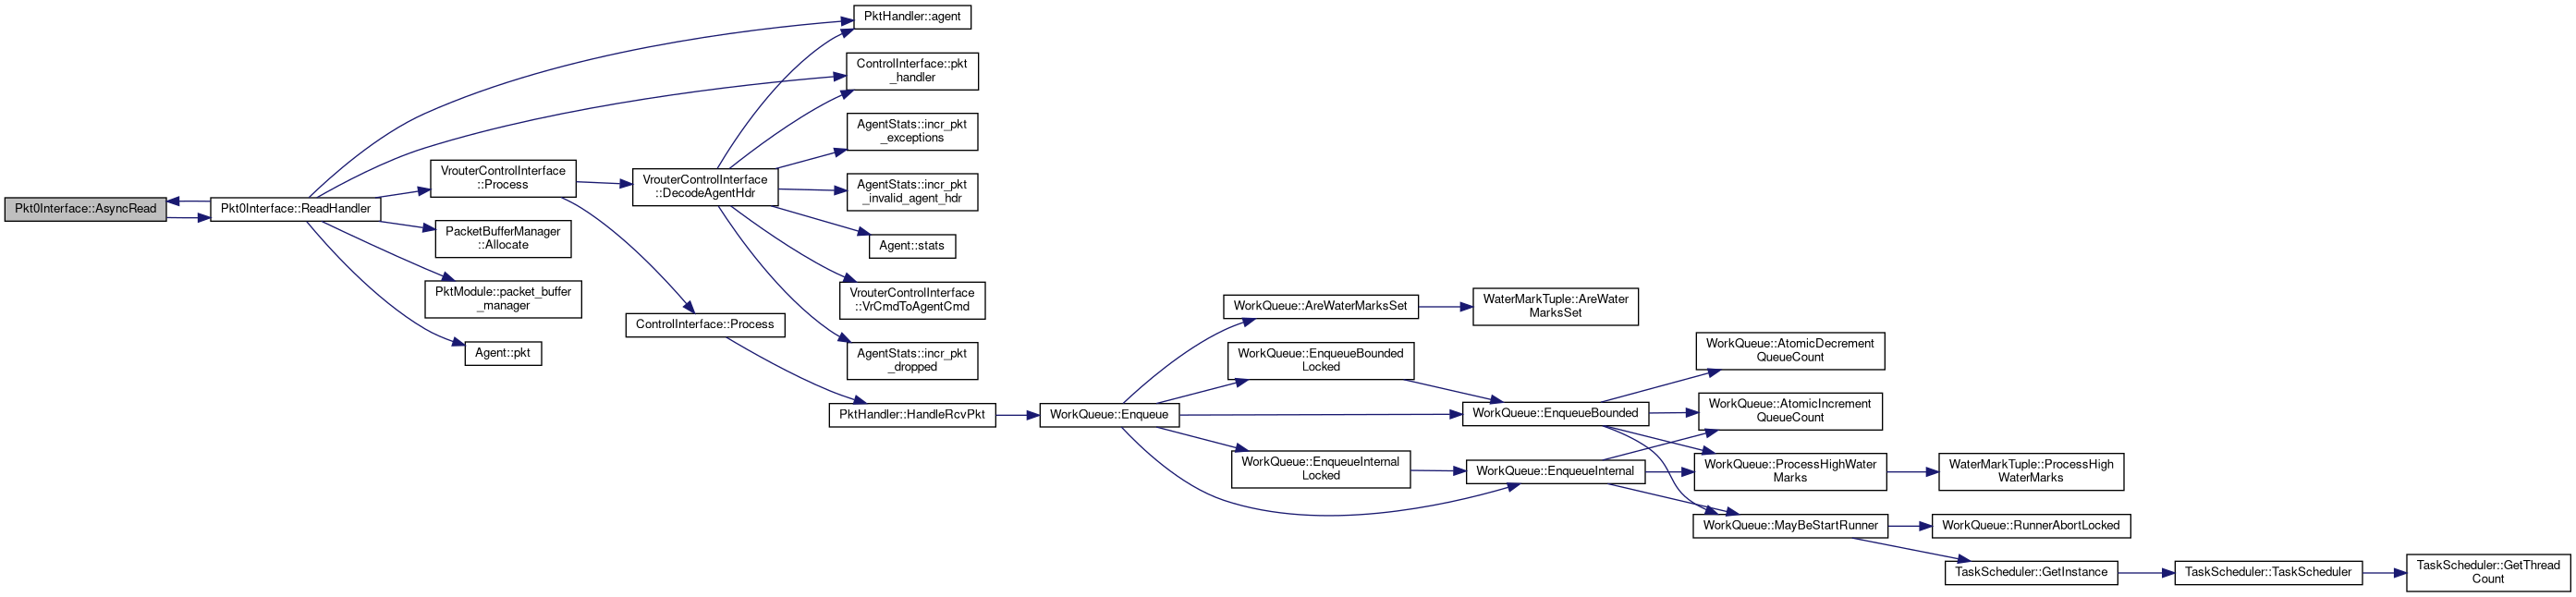 Pkt0Interface::AsyncRead
Pkt0Interface::ReadHandler
PktHandler::agent
ControlInterface::pkt
_handler
VrouterControlInterface
::Process
PacketBufferManager
::Allocate
PktModule::packet_buffer
_manager
Agent::pkt
VrouterControlInterface
::DecodeAgentHdr
ControlInterface::Process
AgentStats::incr_pkt
_exceptions
AgentStats::incr_pkt
_invalid_agent_hdr
Agent::stats
VrouterControlInterface
::VrCmdToAgentCmd
AgentStats::incr_pkt
_dropped
PktHandler::HandleRcvPkt
WorkQueue::Enqueue
WorkQueue::AreWaterMarksSet
WorkQueue::EnqueueBounded
Locked
WorkQueue::EnqueueInternal
Locked
WaterMarkTuple::AreWater
MarksSet
WorkQueue::EnqueueBounded
WorkQueue::EnqueueInternal
WorkQueue::AtomicDecrement
QueueCount
WorkQueue::AtomicIncrement
QueueCount
WorkQueue::ProcessHighWater
Marks
WorkQueue::MayBeStartRunner
WaterMarkTuple::ProcessHigh
WaterMarks
WorkQueue::RunnerAbortLocked
TaskScheduler::GetInstance
TaskScheduler::TaskScheduler
TaskScheduler::GetThread
Count